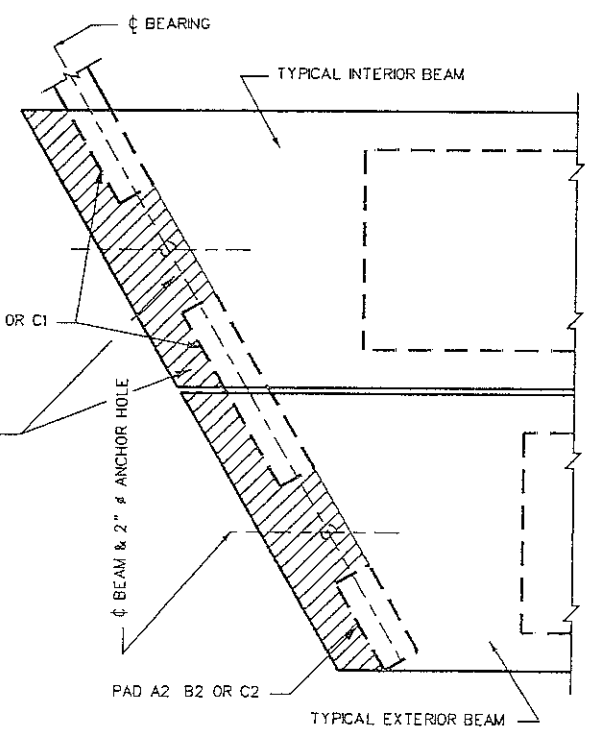 ℄ BEARING
TYPICAL INTERIOR BEAM
OR C1
℄ BEAM & 2" ø ANCHOR HOLE
PAD A2 B2 OR C2
TYPICAL EXTERIOR BEAM